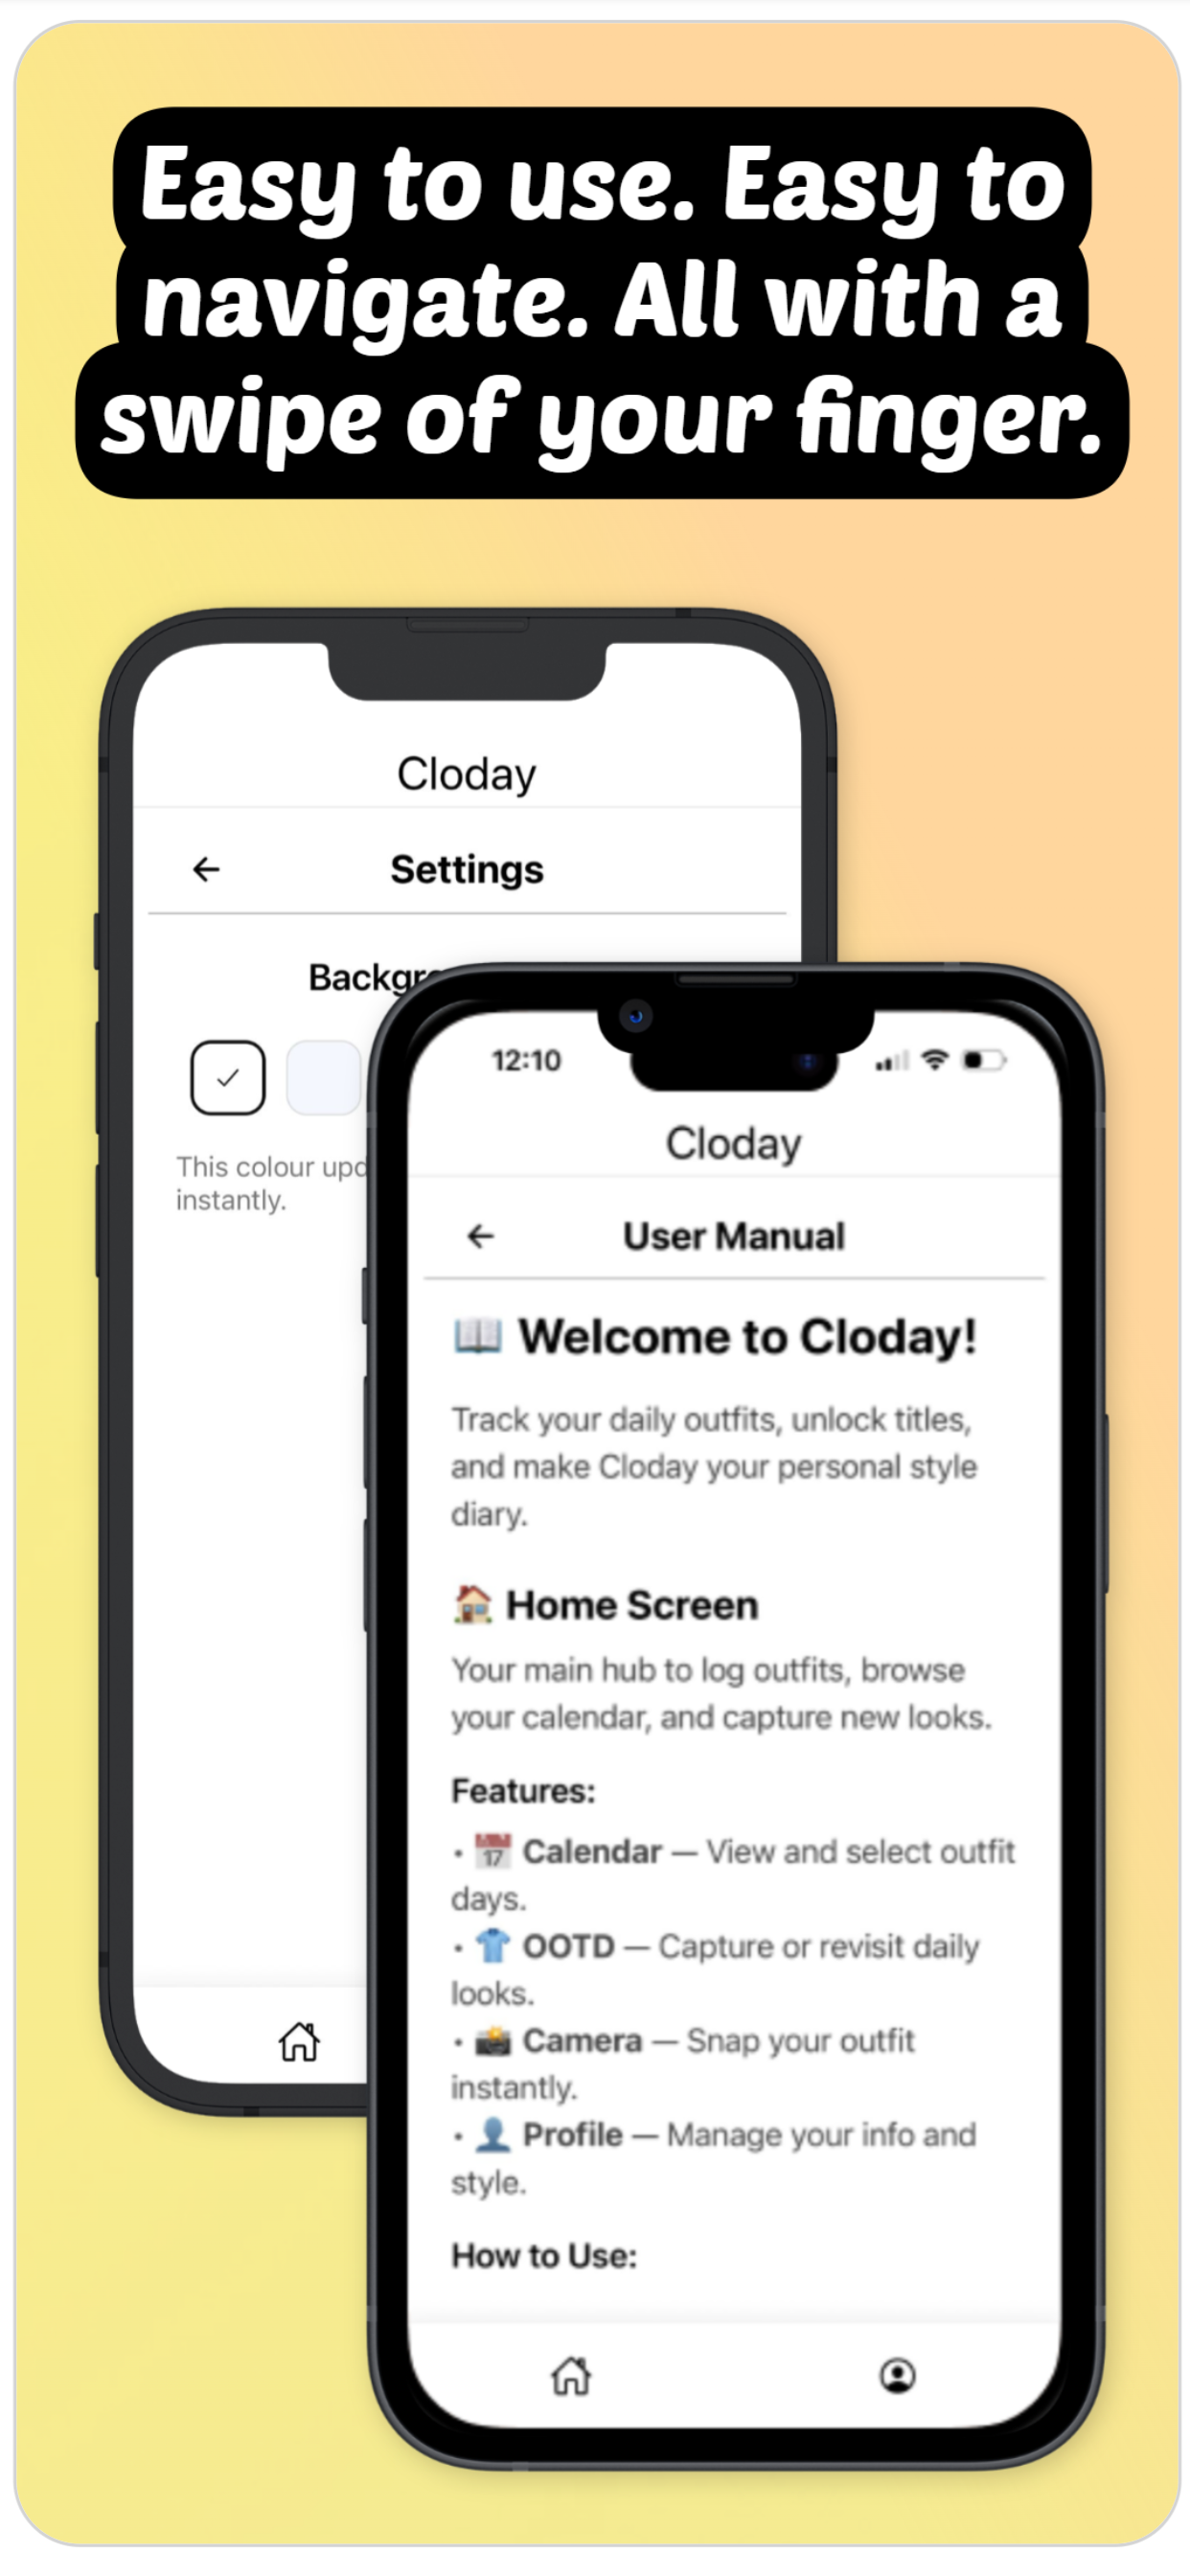 Easy to use. Easy to
navigate. All with a
swipe of your finger.
Cloday
← Settings
Backgr
✓
This colour upd
instantly.
12:10
Cloday
← User Manual
📖 Welcome to Cloday!
Track your daily outfits, unlock titles,
and make Cloday your personal style
diary.
🏠 Home Screen
Your main hub to log outfits, browse
your calendar, and capture new looks.
Features:
• 📅 Calendar — View and select outfit
days.
• 👕 OOTD — Capture or revisit daily
looks.
• 📸 Camera — Snap your outfit
instantly.
• 👤 Profile — Manage your info and
style.
How to Use: